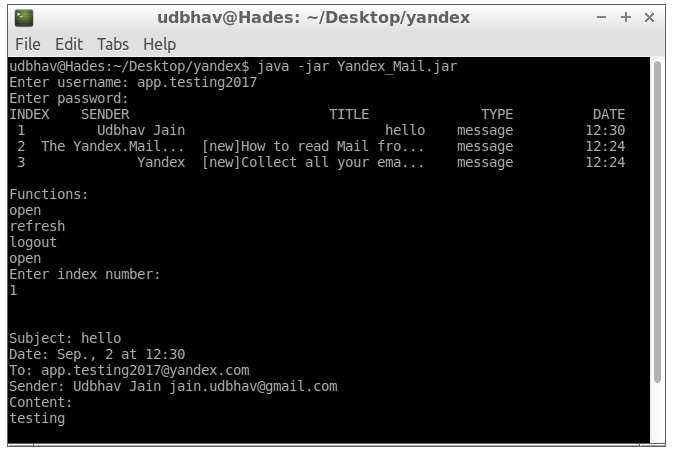 udbhav@Hades: ~/Desktop/yandex
File Edit Tabs Help
udbhav@Hades:~/Desktop/yandex$ java -jar Yandex_Mail.jar
Enter username: app.testing2017
Enter password:
INDEX    SENDER                         TITLE              TYPE          DATE
 1         Udbhav Jain                         hello    message         12:30
 2  The Yandex.Mail...  [new]How to read Mail fro...    message         12:24
 3              Yandex  [new]Collect all your ema...    message         12:24
Functions:
open
refresh
logout
open
Enter index number:
1
Subject: hello
Date: Sep., 2 at 12:30
To: app.testing2017@yandex.com
Sender: Udbhav Jain jain.udbhav@gmail.com
Content:
testing